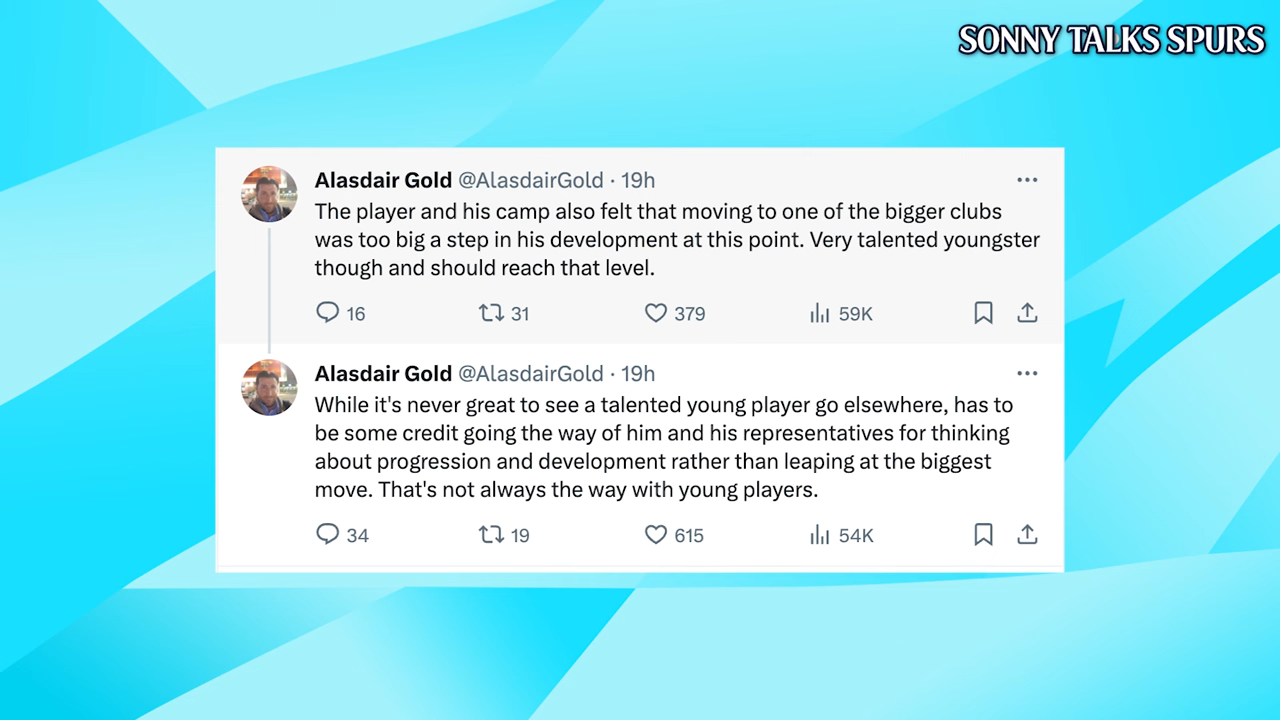 SONNY TALKS SPURS
Alasdair Gold @AlasdairGold · 19h
The player and his camp also felt that moving to one of the bigger clubs
was too big a step in his development at this point. Very talented youngster
though and should reach that level.
16 31 379 59K
Alasdair Gold @AlasdairGold · 19h
While it's never great to see a talented young player go elsewhere, has to
be some credit going the way of him and his representatives for thinking
about progression and development rather than leaping at the biggest
move. That's not always the way with young players.
34 19 615 54K